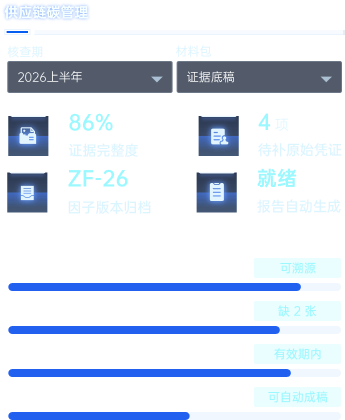 供应链碳管理
核查期
材料包
2026上半年
证据底稿
86%
证据完整度
4 项
待补原始凭证
ZF-26
因子版本归档
就绪
报告自动生成
可溯源
缺 2 张
有效期内
可自动成稿